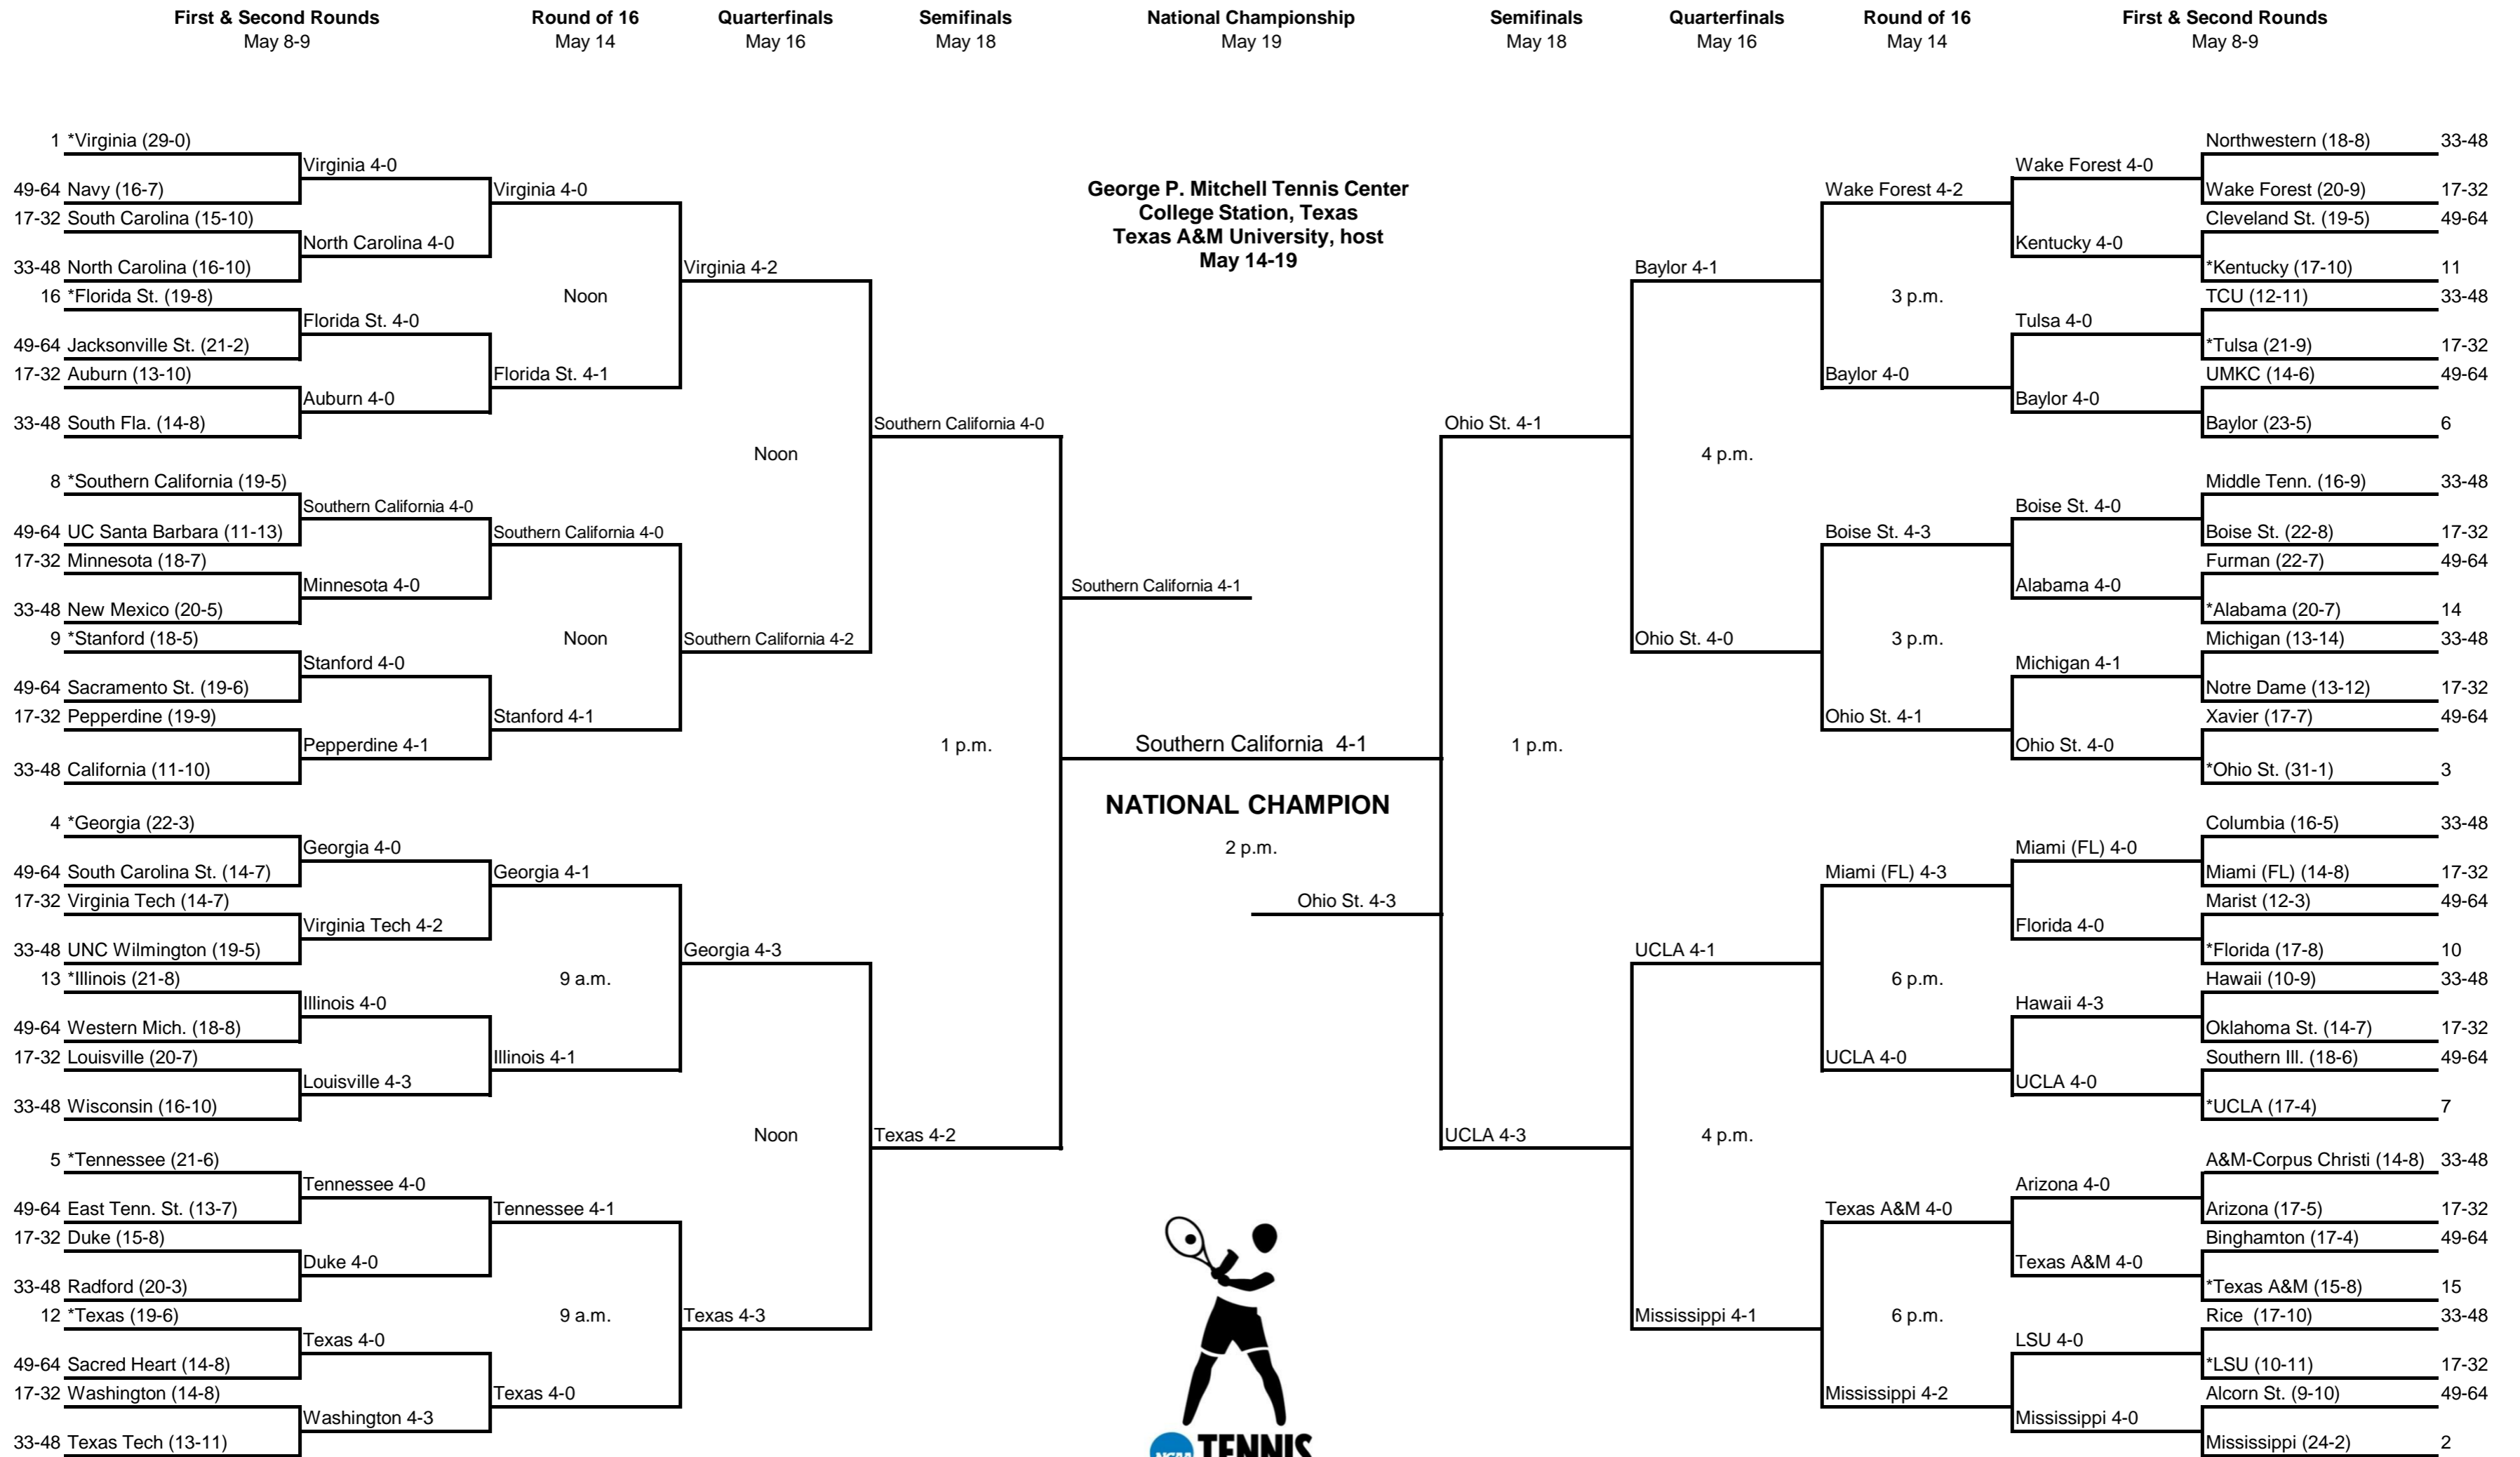 First & Second Rounds
May 8-9
Round of 16
May 14
Quarterfinals
May 16
Semifinals
May 18
National Championship
May 19
Semifinals
May 18
Quarterfinals
May 16
Round of 16
May 14
First & Second Rounds
May 8-9
1 *Virginia (29-0)
49-64 Navy (16-7)
17-32 South Carolina (15-10)
33-48 North Carolina (16-10)
16 *Florida St. (19-8)
49-64 Jacksonville St. (21-2)
17-32 Auburn (13-10)
33-48 South Fla. (14-8)
8 *Southern California (19-5)
49-64 UC Santa Barbara (11-13)
17-32 Minnesota (18-7)
33-48 New Mexico (20-5)
9 *Stanford (18-5)
49-64 Sacramento St. (19-6)
17-32 Pepperdine (19-9)
33-48 California (11-10)
4 *Georgia (22-3)
49-64 South Carolina St. (14-7)
17-32 Virginia Tech (14-7)
33-48 UNC Wilmington (19-5)
13 *Illinois (21-8)
49-64 Western Mich. (18-8)
17-32 Louisville (20-7)
33-48 Wisconsin (16-10)
5 *Tennessee (21-6)
49-64 East Tenn. St. (13-7)
17-32 Duke (15-8)
33-48 Radford (20-3)
12 *Texas (19-6)
49-64 Sacred Heart (14-8)
17-32 Washington (14-8)
33-48 Texas Tech (13-11)
Virginia 4-0
North Carolina 4-0
Florida St. 4-0
Auburn 4-0
Southern California 4-0
Minnesota 4-0
Stanford 4-0
Pepperdine 4-1
Georgia 4-0
Virginia Tech 4-2
Illinois 4-0
Louisville 4-3
Tennessee 4-0
Duke 4-0
Texas 4-0
Washington 4-3
Virginia 4-0
Noon
Florida St. 4-1
Southern California 4-0
Noon
Stanford 4-1
Georgia 4-1
9 a.m.
Illinois 4-1
Tennessee 4-1
9 a.m.
Texas 4-0
Virginia 4-2
Noon
Southern California 4-2
Georgia 4-3
Noon
Texas 4-3
Southern California 4-0
1 p.m.
Texas 4-2
George P. Mitchell Tennis Center
College Station, Texas
Texas A&M University, host
May 14-19
Southern California 4-1
Southern California 4-1
NATIONAL CHAMPION
2 p.m.
Ohio St. 4-3
NCAA TENNIS
Ohio St. 4-1
1 p.m.
UCLA 4-3
Baylor 4-1
4 p.m.
Ohio St. 4-0
UCLA 4-1
4 p.m.
Mississippi 4-1
Wake Forest 4-2
3 p.m.
Baylor 4-0
Boise St. 4-3
3 p.m.
Ohio St. 4-1
Miami (FL) 4-3
6 p.m.
UCLA 4-0
Texas A&M 4-0
6 p.m.
Mississippi 4-2
Wake Forest 4-0
Kentucky 4-0
Tulsa 4-0
Baylor 4-0
Boise St. 4-0
Alabama 4-0
Michigan 4-1
Ohio St. 4-0
Miami (FL) 4-0
Florida 4-0
Hawaii 4-3
UCLA 4-0
Arizona 4-0
Texas A&M 4-0
LSU 4-0
Mississippi 4-0
Northwestern (18-8) 33-48
Wake Forest (20-9) 17-32
Cleveland St. (19-5) 49-64
*Kentucky (17-10) 11
TCU (12-11) 33-48
*Tulsa (21-9) 17-32
UMKC (14-6) 49-64
Baylor (23-5) 6
Middle Tenn. (16-9) 33-48
Boise St. (22-8) 17-32
Furman (22-7) 49-64
*Alabama (20-7) 14
Michigan (13-14) 33-48
Notre Dame (13-12) 17-32
Xavier (17-7) 49-64
*Ohio St. (31-1) 3
Columbia (16-5) 33-48
Miami (FL) (14-8) 17-32
Marist (12-3) 49-64
*Florida (17-8) 10
Hawaii (10-9) 33-48
Oklahoma St. (14-7) 17-32
Southern Ill. (18-6) 49-64
*UCLA (17-4) 7
A&M-Corpus Christi (14-8) 33-48
Arizona (17-5) 17-32
Binghamton (17-4) 49-64
*Texas A&M (15-8) 15
Rice (17-10) 33-48
*LSU (10-11) 17-32
Alcorn St. (9-10) 49-64
Mississippi (24-2) 2